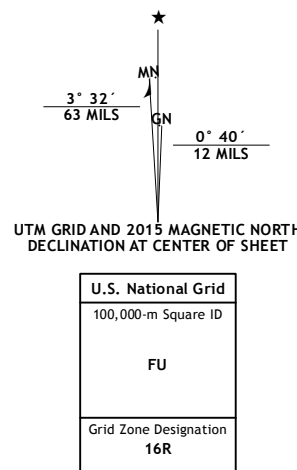 ★
MN
3° 32´
63 MILS
GN
0° 40´
12 MILS
UTM GRID AND 2015 MAGNETIC NORTH
DECLINATION AT CENTER OF SHEET
U.S. National Grid
100,000-m Square ID
FU
Grid Zone Designation
16R